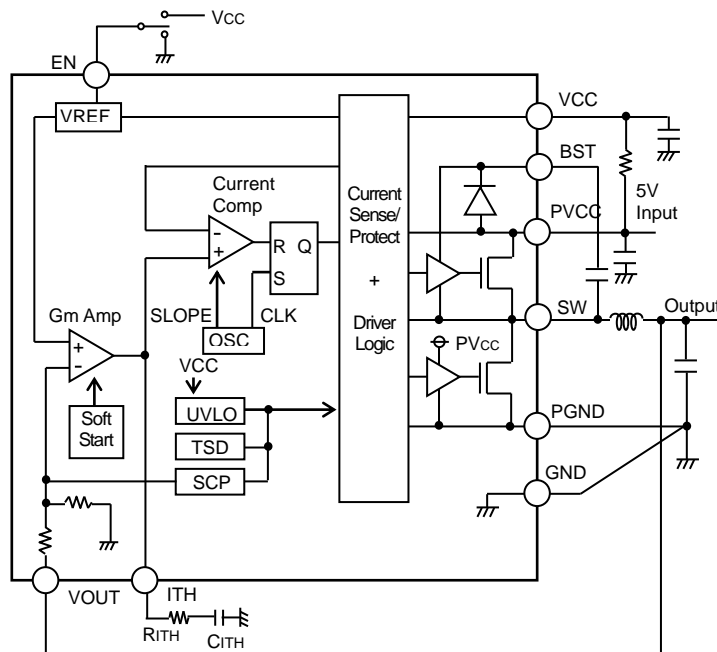 VCC
EN
VREF
VCC
BST
Current
Comp
5V
Input
Current
Sense/
Protect
+
Driver
Logic
PVCC
R Q
S
-
+
Gm Amp
SLOPE
CLK
OSC
SW
Output
+
-
VCC
PVCC
Soft
Start
UVLO
TSD
SCP
PGND
GND
VOUT
ITH
RITH
CITH